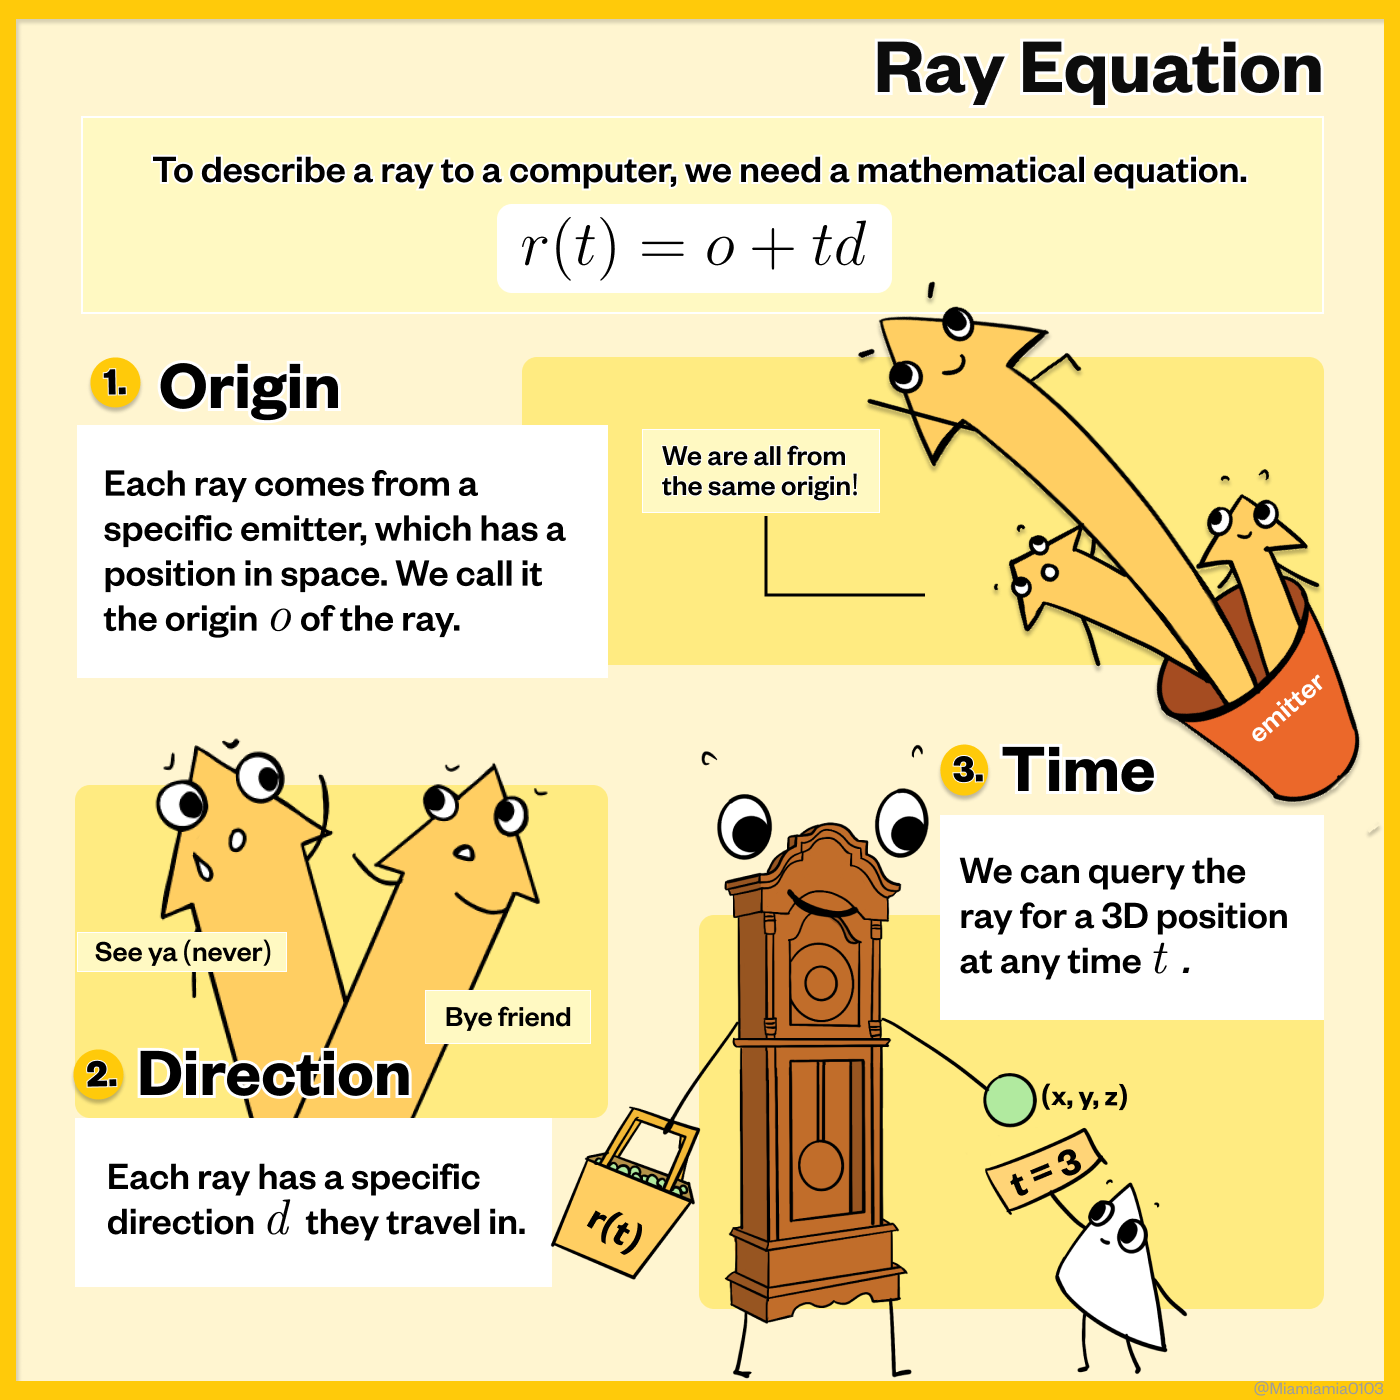 Ray Equation
To describe a ray to a computer, we need a mathematical equation.
r(t) = o + td
1. Origin
Each ray comes from a
specific emitter, which has a
position in space. We call it
the origin o of the ray.
We are all from
the same origin!
emitter
See ya (never)
Bye friend
2. Direction
Each ray has a specific
direction d they travel in.
3. Time
We can query the
ray for a 3D position
at any time t .
(x, y, z)
t = 3
r(t)
@Miamiamia0103